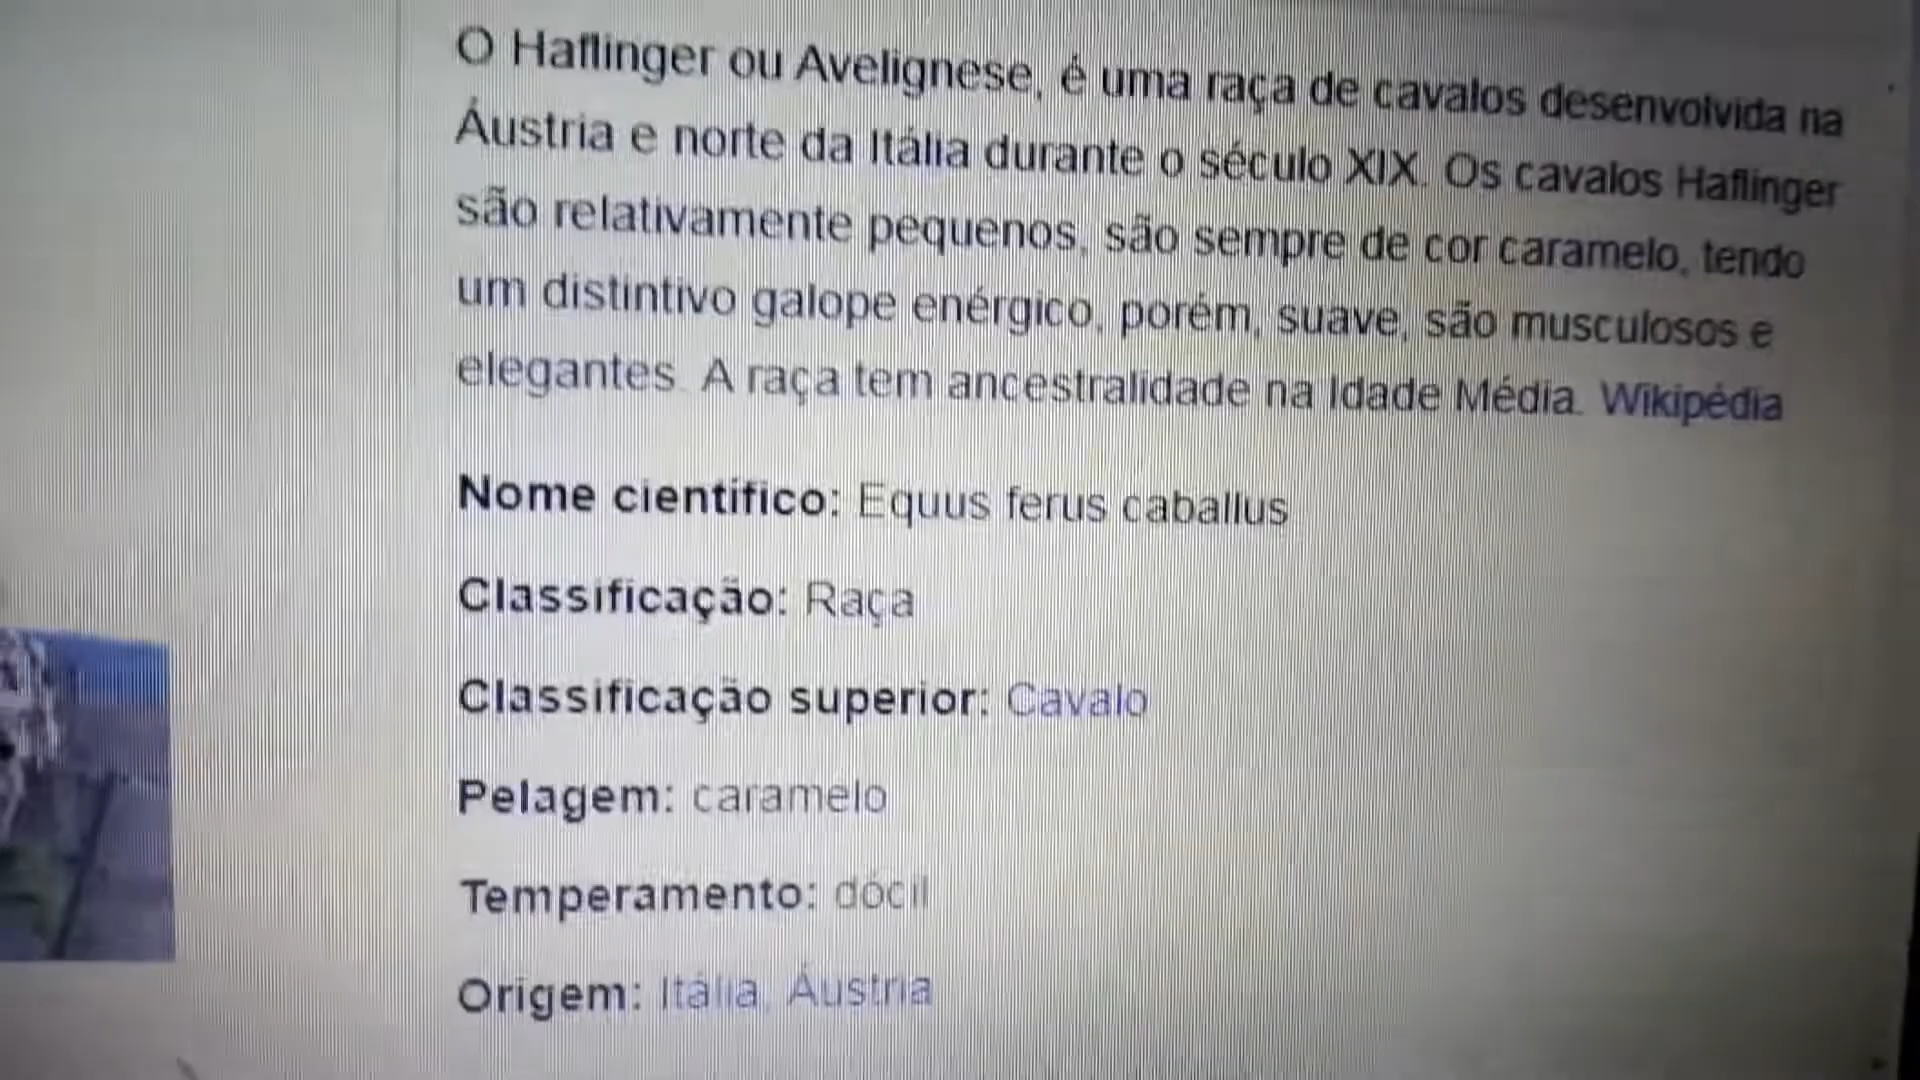 O Haflinger ou Avelignese, é uma raça de cavalos desenvolvida na
Áustria e norte da Itália durante o século XIX. Os cavalos Haflinger
são relativamente pequenos, são sempre de cor caramelo, tendo
um distintivo galope enérgico, porém, suave, são musculosos e
elegantes. A raça tem ancestralidade na Idade Média. Wikipédia
Nome científico: Equus ferus caballus
Classificação: Raça
Classificação superior: Cavalo
Pelagem: caramelo
Temperamento: dócil
Origem: Itália, Áustria